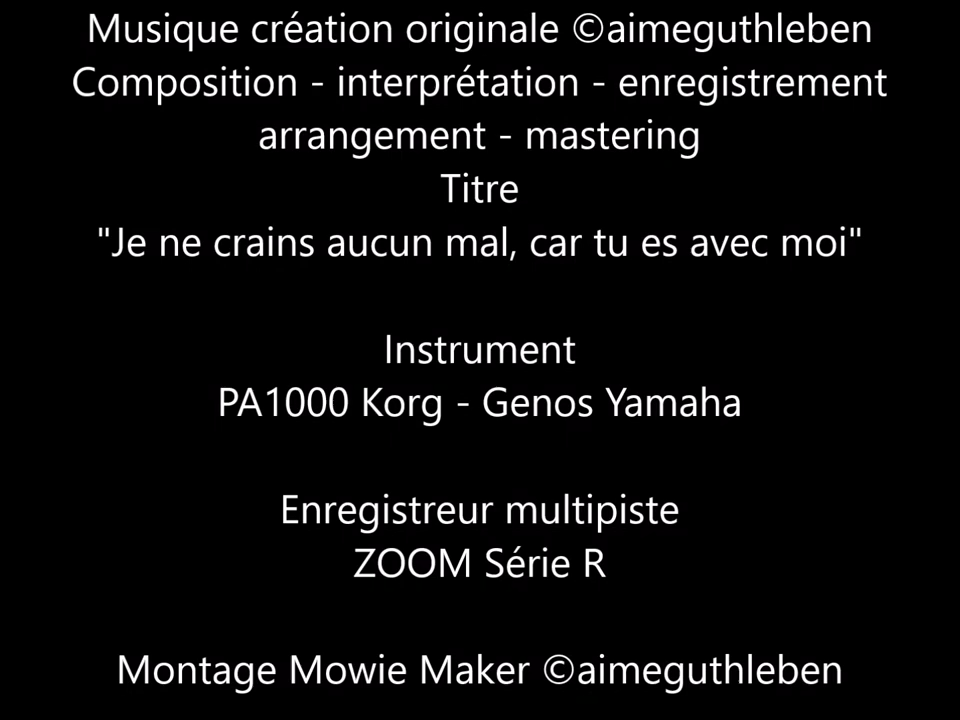 Musique création originale ©aimeguthleben
Composition - interprétation - enregistrement
arrangement - mastering
Titre
"Je ne crains aucun mal, car tu es avec moi"
Instrument
PA1000 Korg - Genos Yamaha
Enregistreur multipiste
ZOOM Série R
Montage Mowie Maker ©aimeguthleben